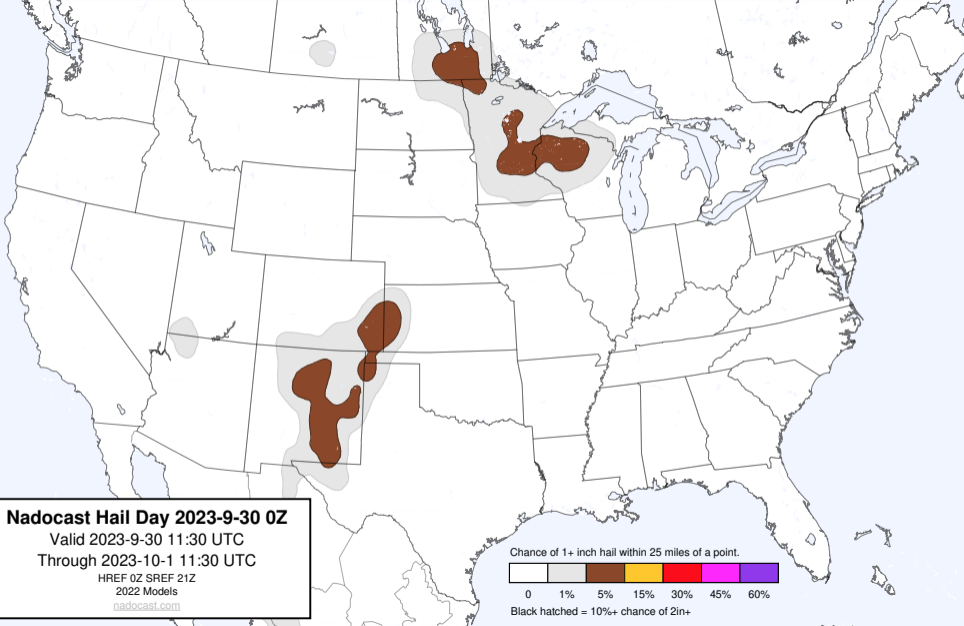 Nadocast Hail Day 2023-9-30 0Z
Valid 2023-9-30 11:30 UTC
Through 2023-10-1 11:30 UTC
HREF 0Z SREF 21Z
2022 Models
nadocast.com
Chance of 1+ inch hail within 25 miles of a point.
0 1% 5% 15% 30% 45% 60%
Black hatched = 10%+ chance of 2in+